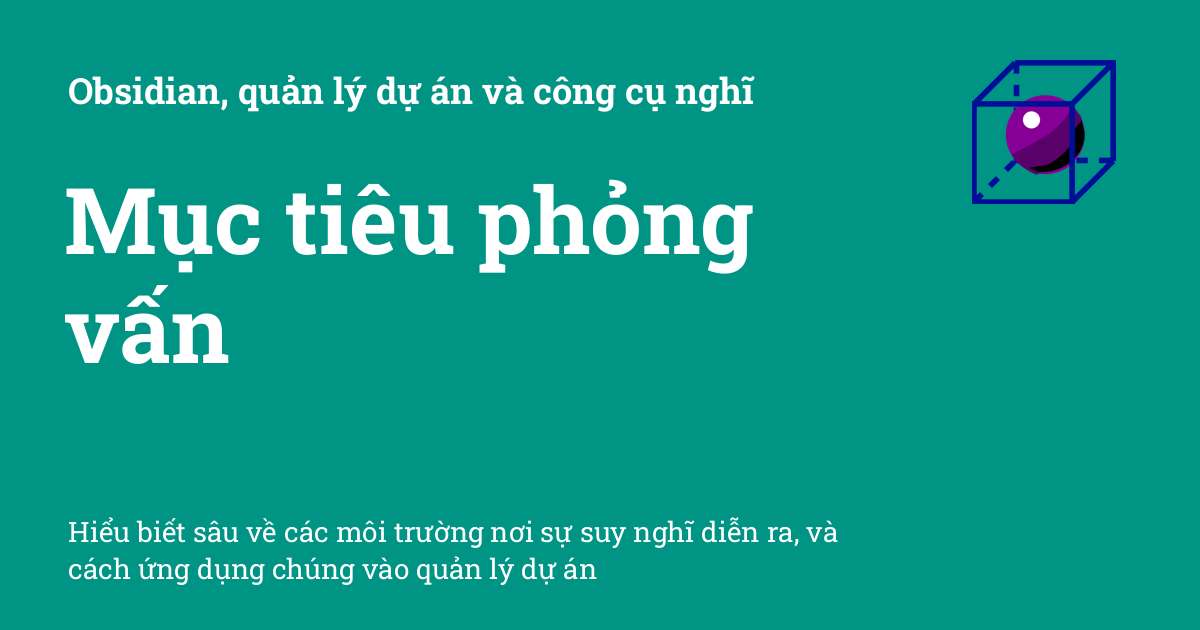 Obsidian, quản lý dự án và công cụ nghĩ
Mục tiêu phỏng
vấn
Hiểu biết sâu về các môi trường nơi sự suy nghĩ diễn ra, và
cách ứng dụng chúng vào quản lý dự án